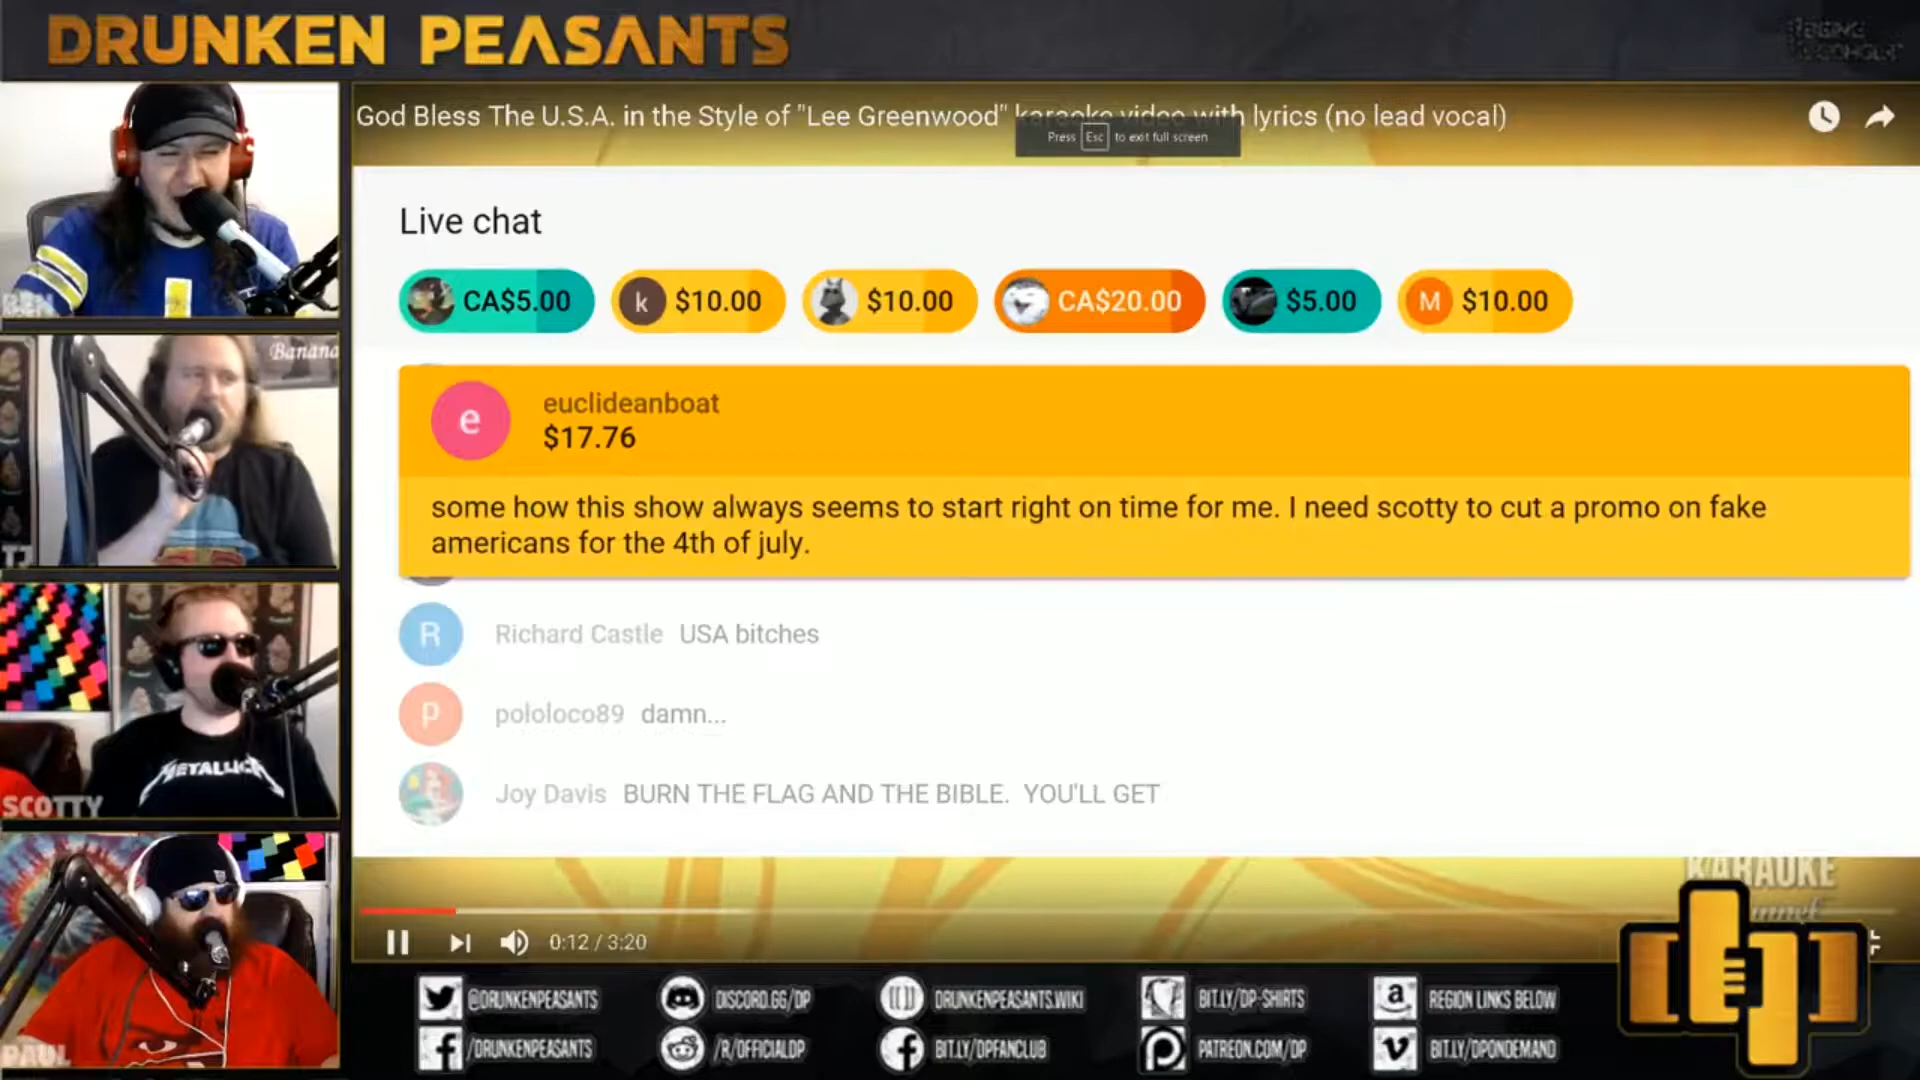 DRUNKEN PEASANTS
God Bless The U.S.A. in the Style of "Lee Greenwood" karaoke video with lyrics (no lead vocal)
Press Esc to exit full screen
Live chat
CA$5.00
k $10.00
$10.00
CA$20.00
$5.00
M $10.00
e
euclideanboat
$17.76
some how this show always seems to start right on time for me. I need scotty to cut a promo on fake
americans for the 4th of july.
R Richard Castle USA bitches
P pololoco89 damn...
Joy Davis BURN THE FLAG AND THE BIBLE. YOU'LL GET
BEN
Banana
TJ
METALLICA
SCOTTY
PAUL
KARAOKE
0:12 / 3:20
@DRUNKENPEASANTS
DISCORD.GG/DP
DRUNKENPEASANTS.WIKI
BIT.LY/DP-SHIRTS
a REGION LINKS BELOW
/DRUNKENPEASANTS
/R/OFFICIALDP
BIT.LY/DPFANCLUB
PATREON.COM/DP
BIT.LY/DPONDEMAND